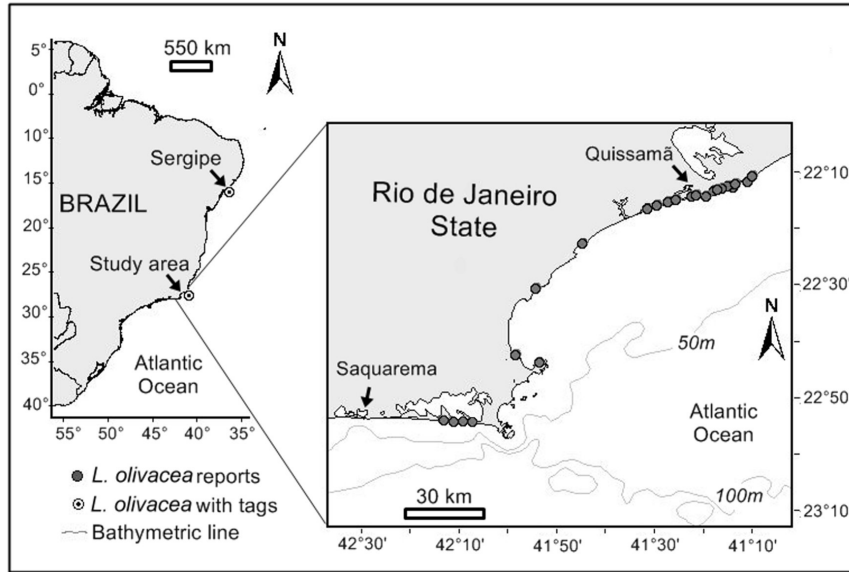 5°
0°
10°
15°
20°
25°
30°
35°
40°
55°
45°
35°
550 km
N
Sergipe
BRAZIL
Study area
Atlantic
Ocean
L. olivacea reports
L. olivacea with tags
Bathymetric line
Rio de Janeiro
State
Quissamã
Saquarema
50m
N
Atlantic
Ocean
100m
30 km
22°10'
22°30'
22°50'
23°10'
42°30'
42°10'
41°50'
41°30'
41°10'